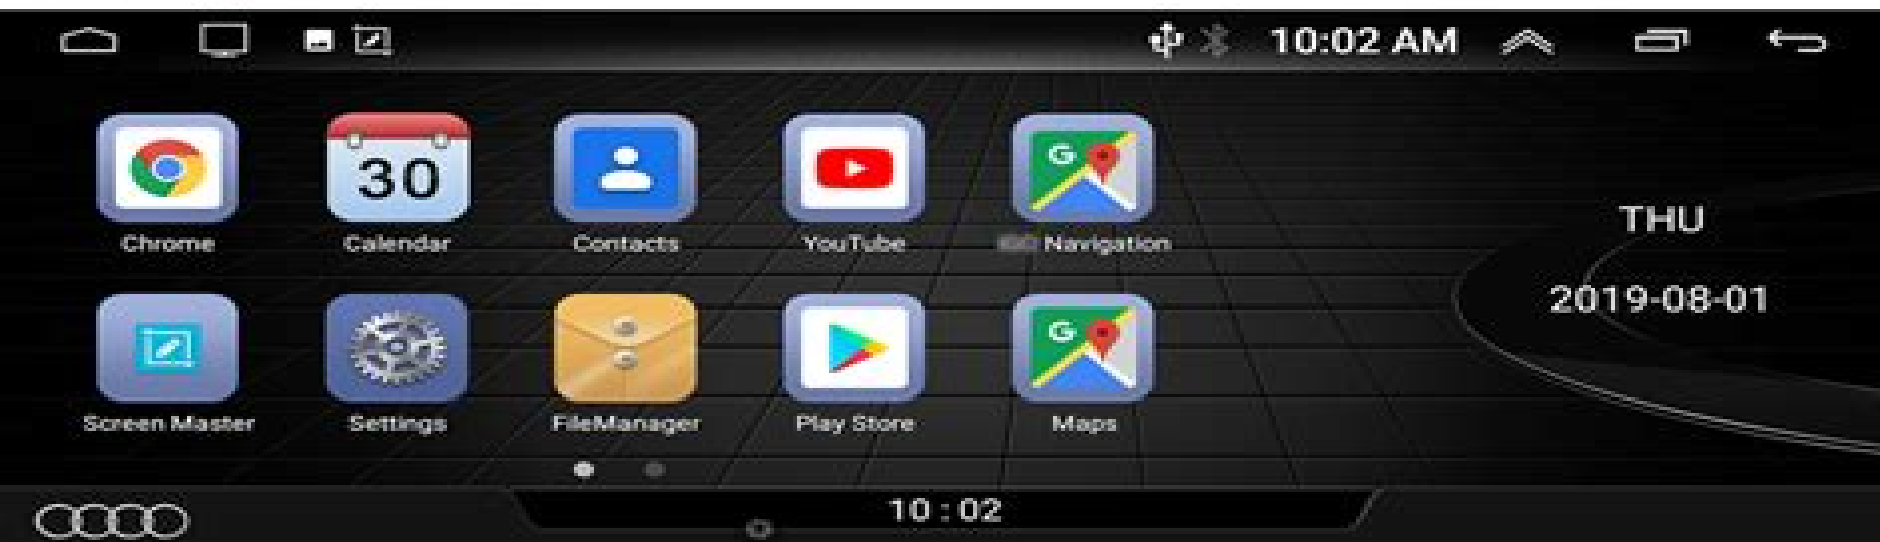 10:02 AM
30
G
Chrome Calendar Contacts YouTube Navigation
THU
2019-08-01
G
Screen Master Settings FileManager Play Store Maps
10:02